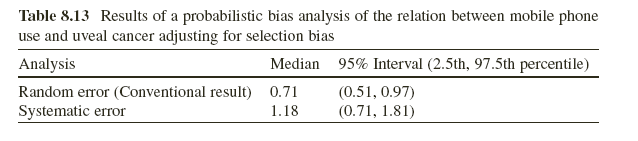 Table 8.13 Results of a probabilistic bias analysis of the relation between mobile phone
use and uveal cancer adjusting for selection bias
Analysis Median 95% Interval (2.5th, 97.5th percentile)
Random error (Conventional result) 0.71 (0.51, 0.97)
Systematic error 1.18 (0.71, 1.81)